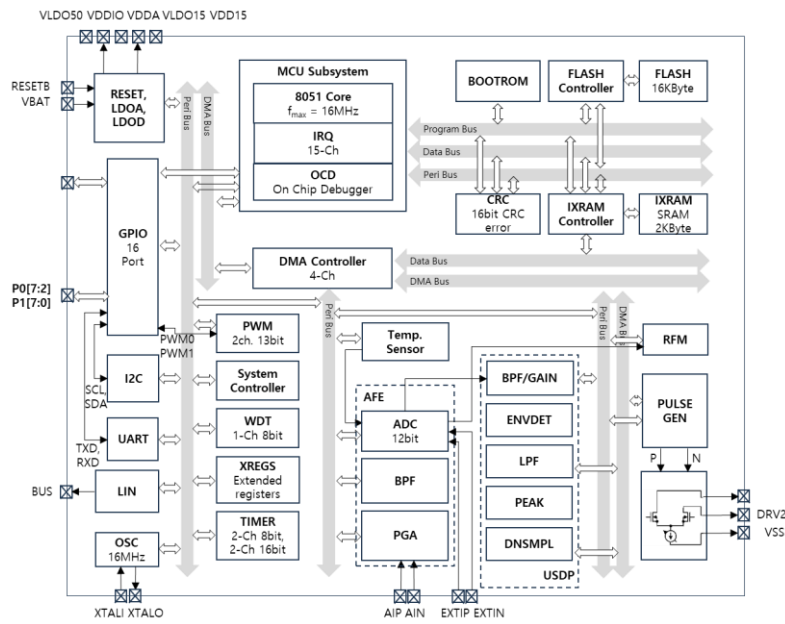 VLDO50 VDDIO VDDA VLDO15 VDD15
RESETB
VBAT
RESET,
LDOA,
LDOD
Peri Bus
DMA Bus
MCU Subsystem
8051 Core
fmax = 16MHz
IRQ
15-Ch
OCD
On Chip Debugger
BOOTROM
FLASH
Controller
FLASH
16KByte
Program Bus
Data Bus
Peri Bus
CRC
16bit CRC
error
IXRAM
Controller
IXRAM
SRAM
2KByte
GPIO
16
Port
P0[7:2]
P1[7:0]
DMA Controller
4-Ch
Data Bus
DMA Bus
Peri Bus
Peri Bus
DMA Bus
PWM0
PWM1
PWM
2ch. 13bit
Temp.
Sensor
RFM
I2C
SCL,
SDA
System
Controller
AFE
ADC
12bit
BPF
PGA
BPF/GAIN
ENVDET
LPF
PEAK
DNSMPL
USDP
PULSE
GEN
P N
UART
TXD,
RXD
WDT
1-Ch 8bit
BUS
LIN
XREGS
Extended
registers
OSC
16MHz
TIMER
2-Ch 8bit,
2-Ch 16bit
DRV2
VSS
XTALI XTALO
AIP AIN
EXTIP EXTIN